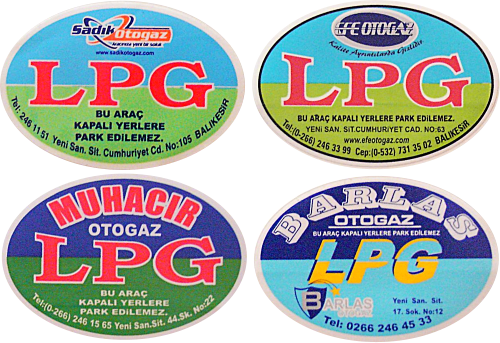 Sadık Otogaz
www.sadikotogaz.com
LPG
BU ARAÇ
KAPALI YERLERE
PARK EDİLEMEZ.
Tel: 246 11 51 Yeni San. Sit. Cumhuriyet Cd. No:105 BALIKESİR
EFE OTOGAZ
Kalite Ayrıntılarda Gizlidir
LPG
BU ARAÇ KAPALI YERLERE PARK EDİLEMEZ.
YENİ SAN. SİT.CUMHURİYET CAD. NO:63
www.efeotogaz.com
Tel:(0-266) 246 33 99 Cep:(0-532) 731 35 02 BALIKESİR
MUHACIR
OTOGAZ
LPG
BU ARAÇ
KAPALI YERLERE
PARK EDİLEMEZ.
Tel:(0-266) 246 15 65 Yeni San.Sit. 44.Sk. No:22
BARLAS
OTOGAZ
BU ARAÇ KAPALI YERLERE PARK EDİLEMEZ
LPG
BARLAS
OTOGAZ
Yeni San. Sit.
17. Sok. No:12
Tel: 0266 246 45 33